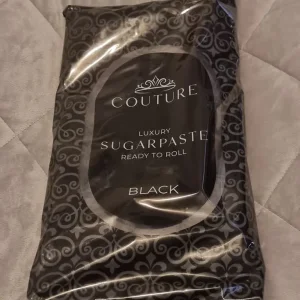 COUTURE
LUXURY
SUGARPASTE
READY TO ROLL
BLACK